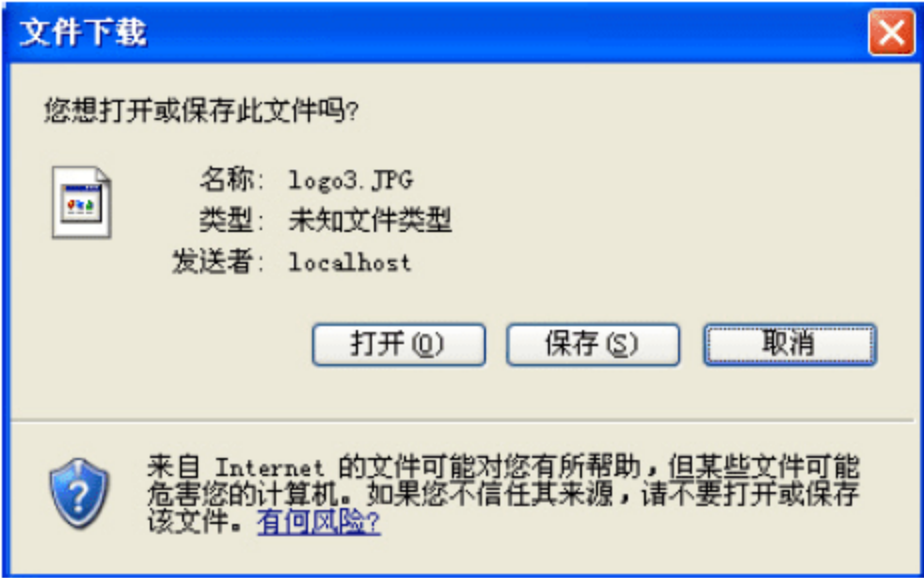 文件下载
您想打开或保存此文件吗?
名称: logo3.JPG
类型: 未知文件类型
发送者: localhost
打开(O) 保存(S) 取消
来自 Internet 的文件可能对您有所帮助，但某些文件可能
危害您的计算机。如果您不信任其来源，请不要打开或保存
该文件。有何风险?